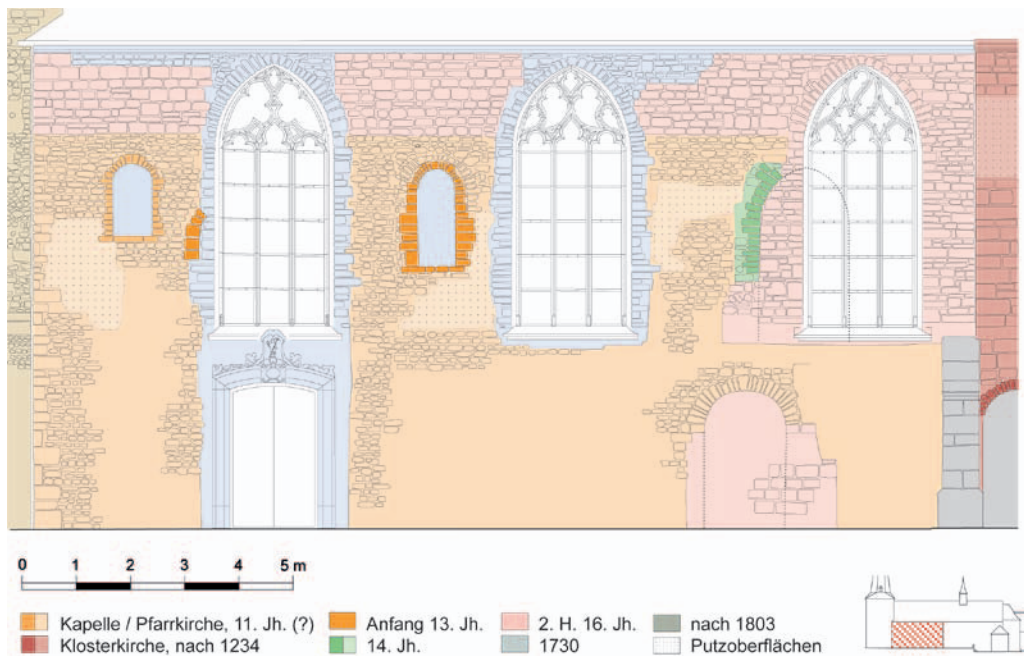 0 1 2 3 4 5 m
Kapelle / Pfarrkirche, 11. Jh. (?)
Klosterkirche, nach 1234
Anfang 13. Jh.
14. Jh.
2. H. 16. Jh.
1730
nach 1803
Putzoberflächen